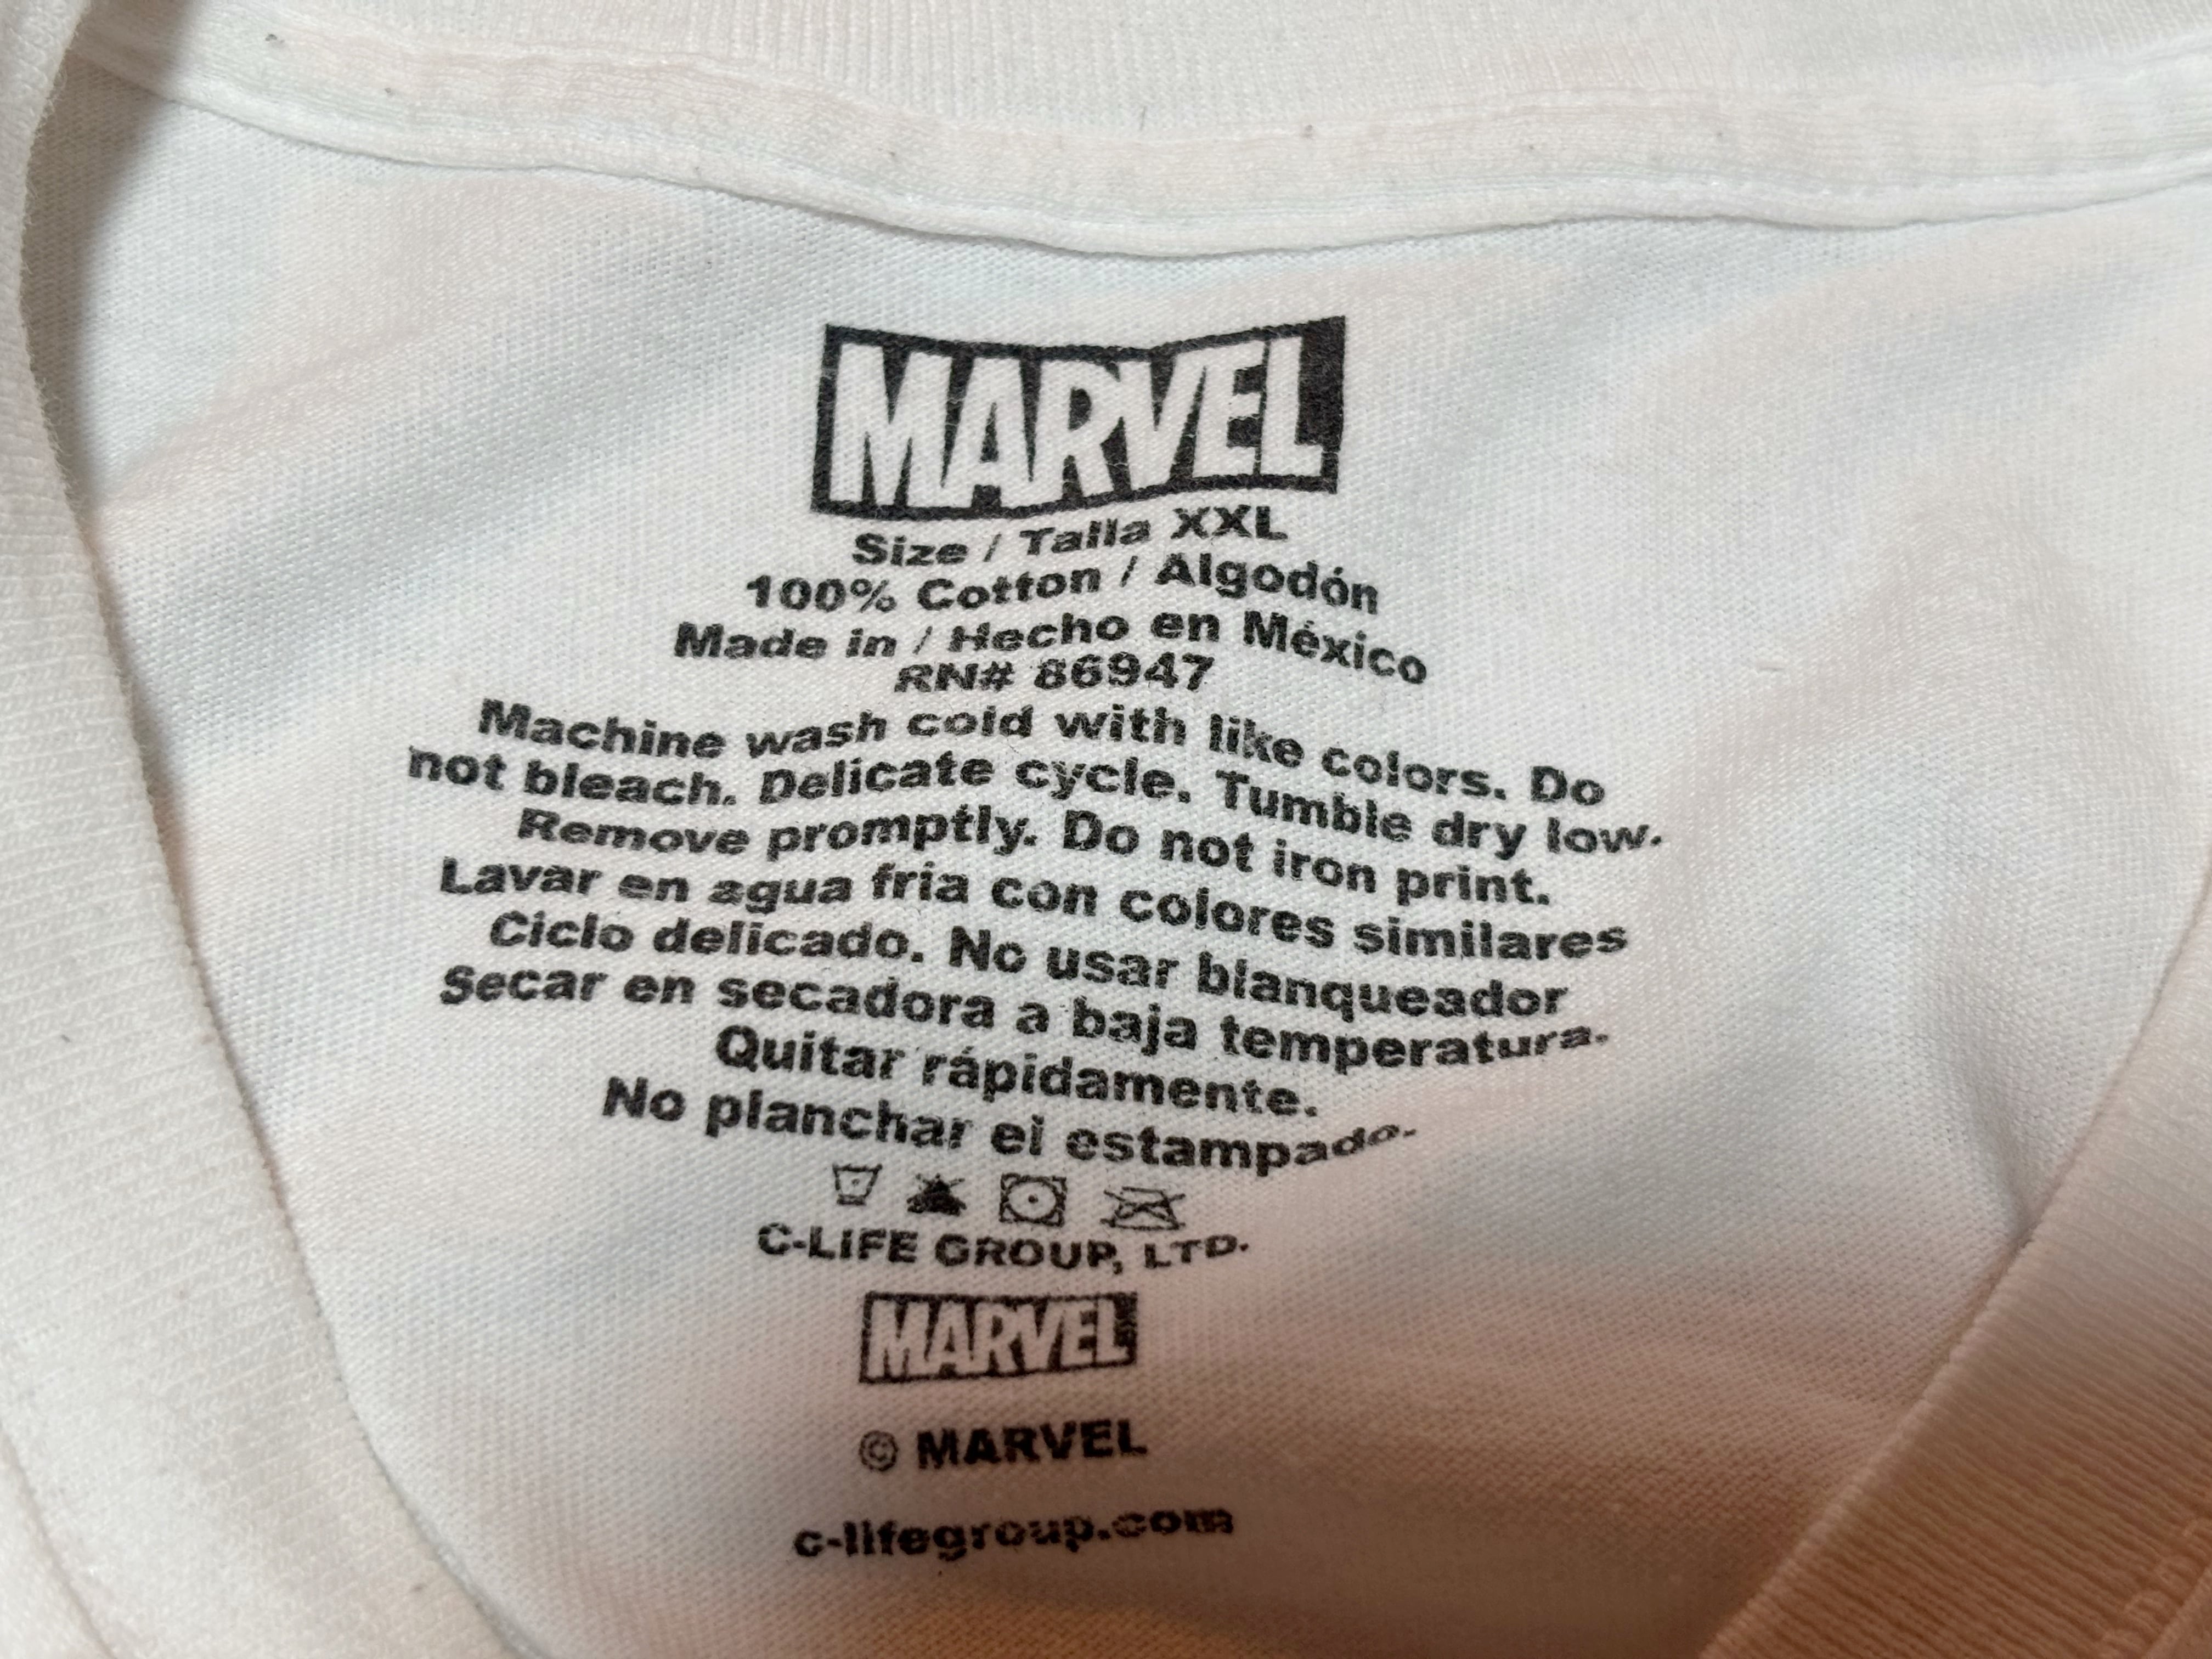 MARVEL
Size / Talla XXL
100% Cotton / Algodón
Made in / Hecho en México
RN# 86947
Machine wash cold with like colors. Do
not bleach. Delicate cycle. Tumble dry low.
Remove promptly. Do not iron print.
Lavar en agua fria con colores similares
Ciclo delicado. No usar blanqueador
Secar en secadora a baja temperatura.
Quitar rápidamente.
No planchar el estampado.
C-LIFE GROUP, LTD.
MARVEL
© MARVEL
c-lifegroup.com